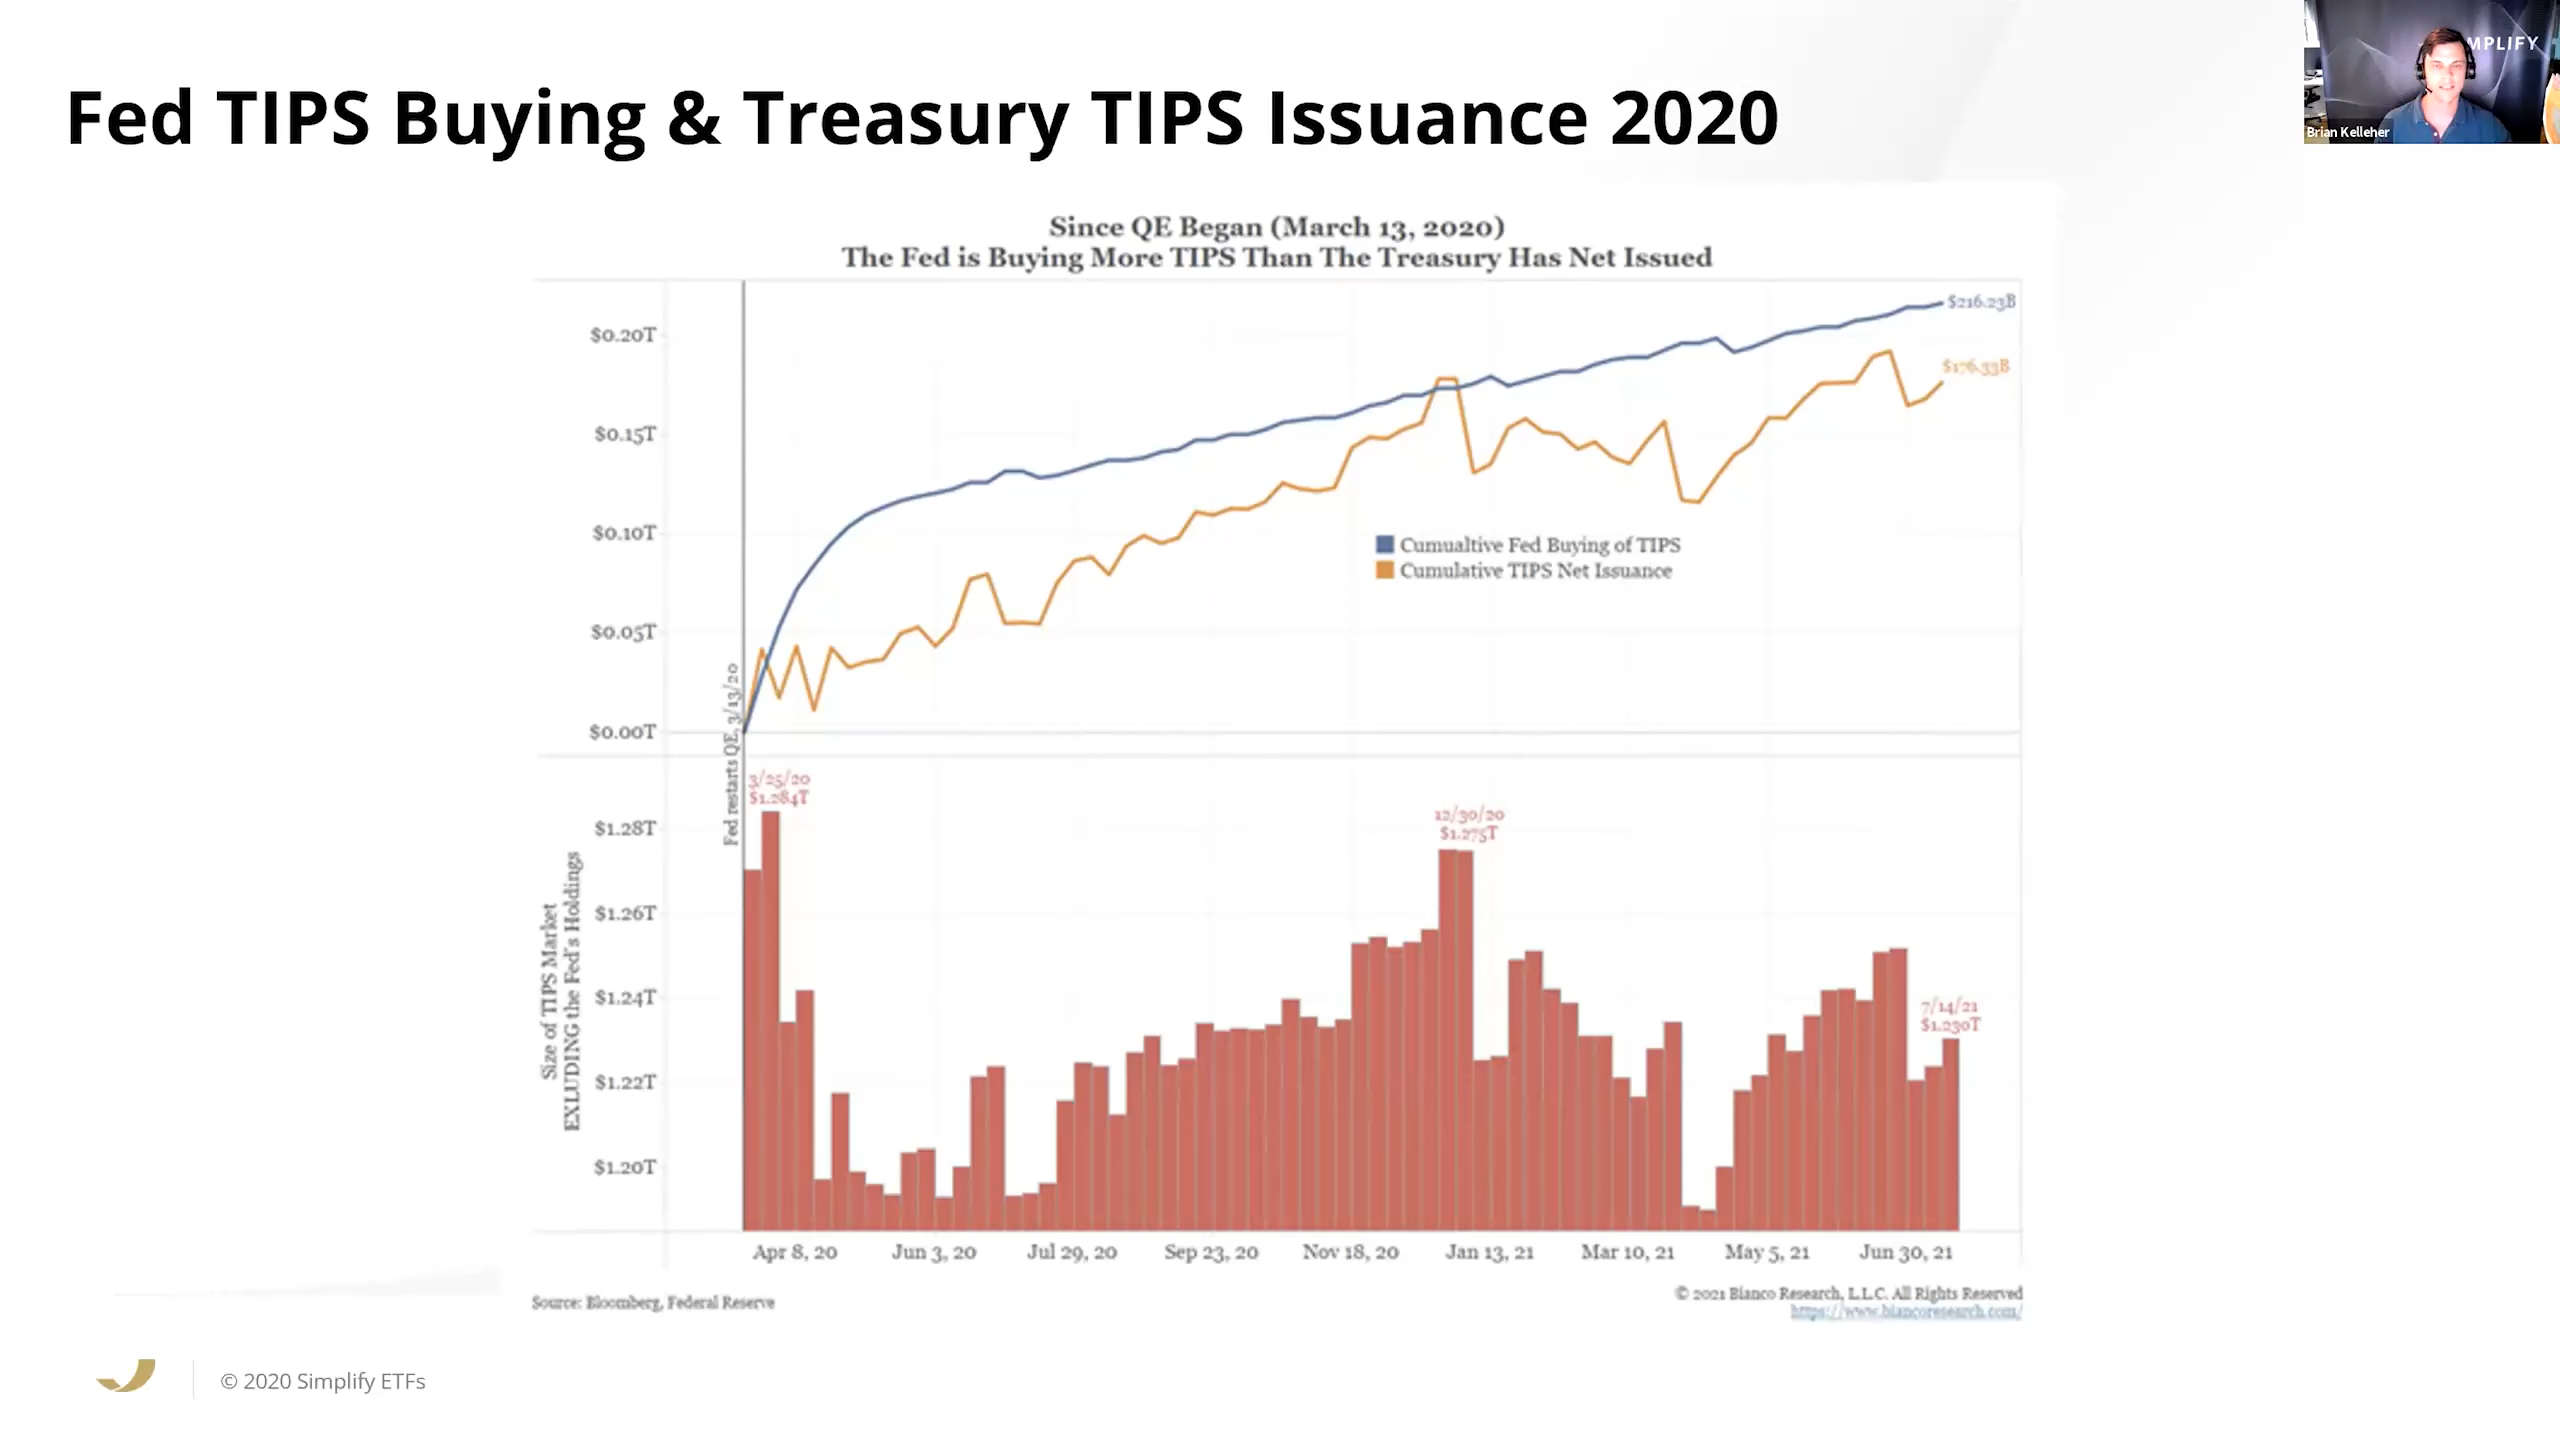 Fed TIPS Buying & Treasury TIPS Issuance 2020
MPLIFY
Brian Kelleher
Since QE Began (March 13, 2020)
The Fed is Buying More TIPS Than The Treasury Has Net Issued
$216.23B
$0.20T
$176.33B
$0.15T
$0.10T
Cumualtive Fed Buying of TIPS
Cumulative TIPS Net Issuance
$0.05T
$0.00T
Fed restarts QE, 3/13/20
3/25/20
$1.284T
12/30/20
$1.275T
7/14/21
$1.230T
Size of TIPS Market
EXLUDING the Fed's Holdings
$1.28T
$1.26T
$1.24T
$1.22T
$1.20T
Apr 8, 20
Jun 3, 20
Jul 29, 20
Sep 23, 20
Nov 18, 20
Jan 13, 21
Mar 10, 21
May 5, 21
Jun 30, 21
Source: Bloomberg, Federal Reserve
© 2021 Bianco Research, L.L.C. All Rights Reserved
https://www.biancoresearch.com/
© 2020 Simplify ETFs